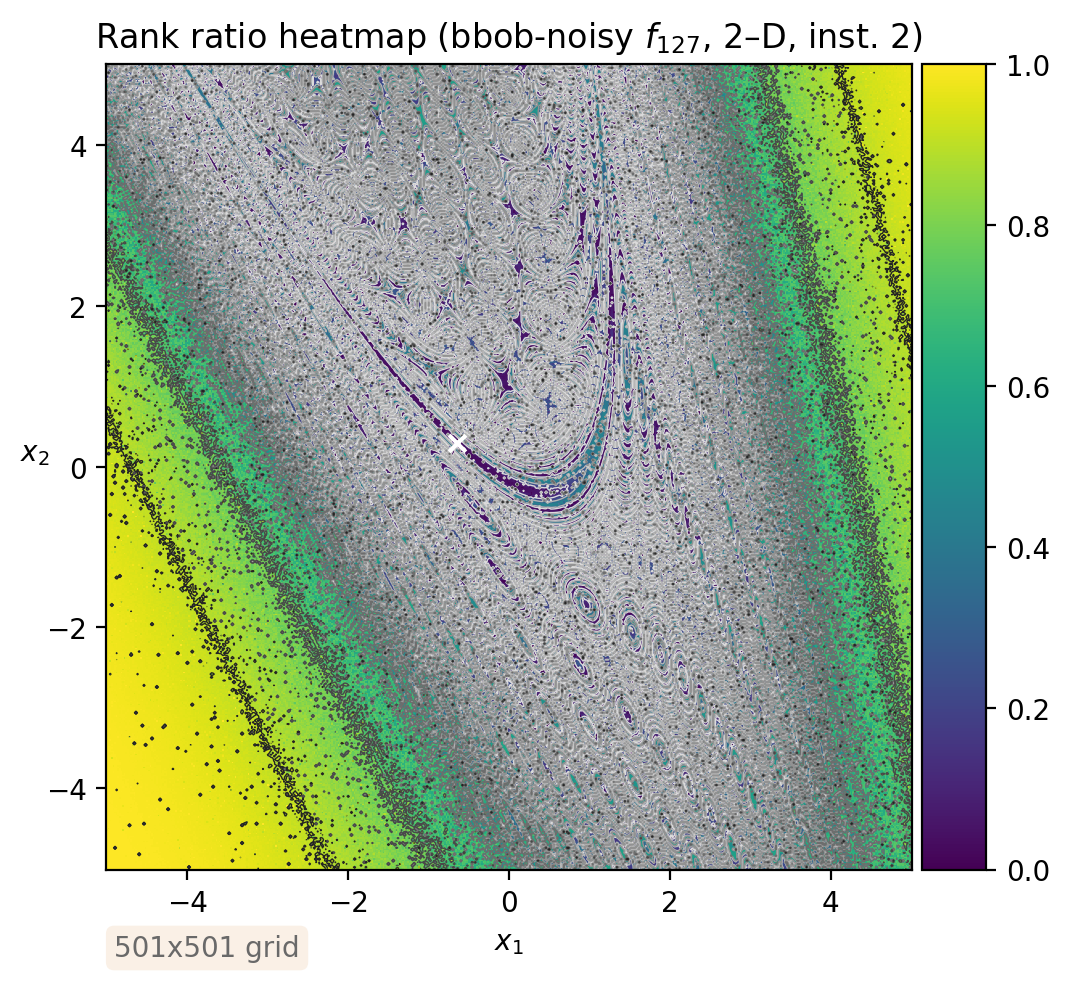 Rank ratio heatmap (bbob-noisy f₁₂₇, 2–D, inst. 2)
1.0
4
0.8
2
0.6
x₂
0
0.4
−2
0.2
−4
0.0
−4 −2 0 2 4
x₁
501x501 grid